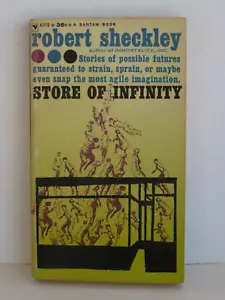 A BANTAM BOOK
robert sheckley
author of IMMORTALITY, INC.
Stories of possible futures
guaranteed to strain, sprain, or maybe
even snap the most agile imagination.
STORE OF INFINITY